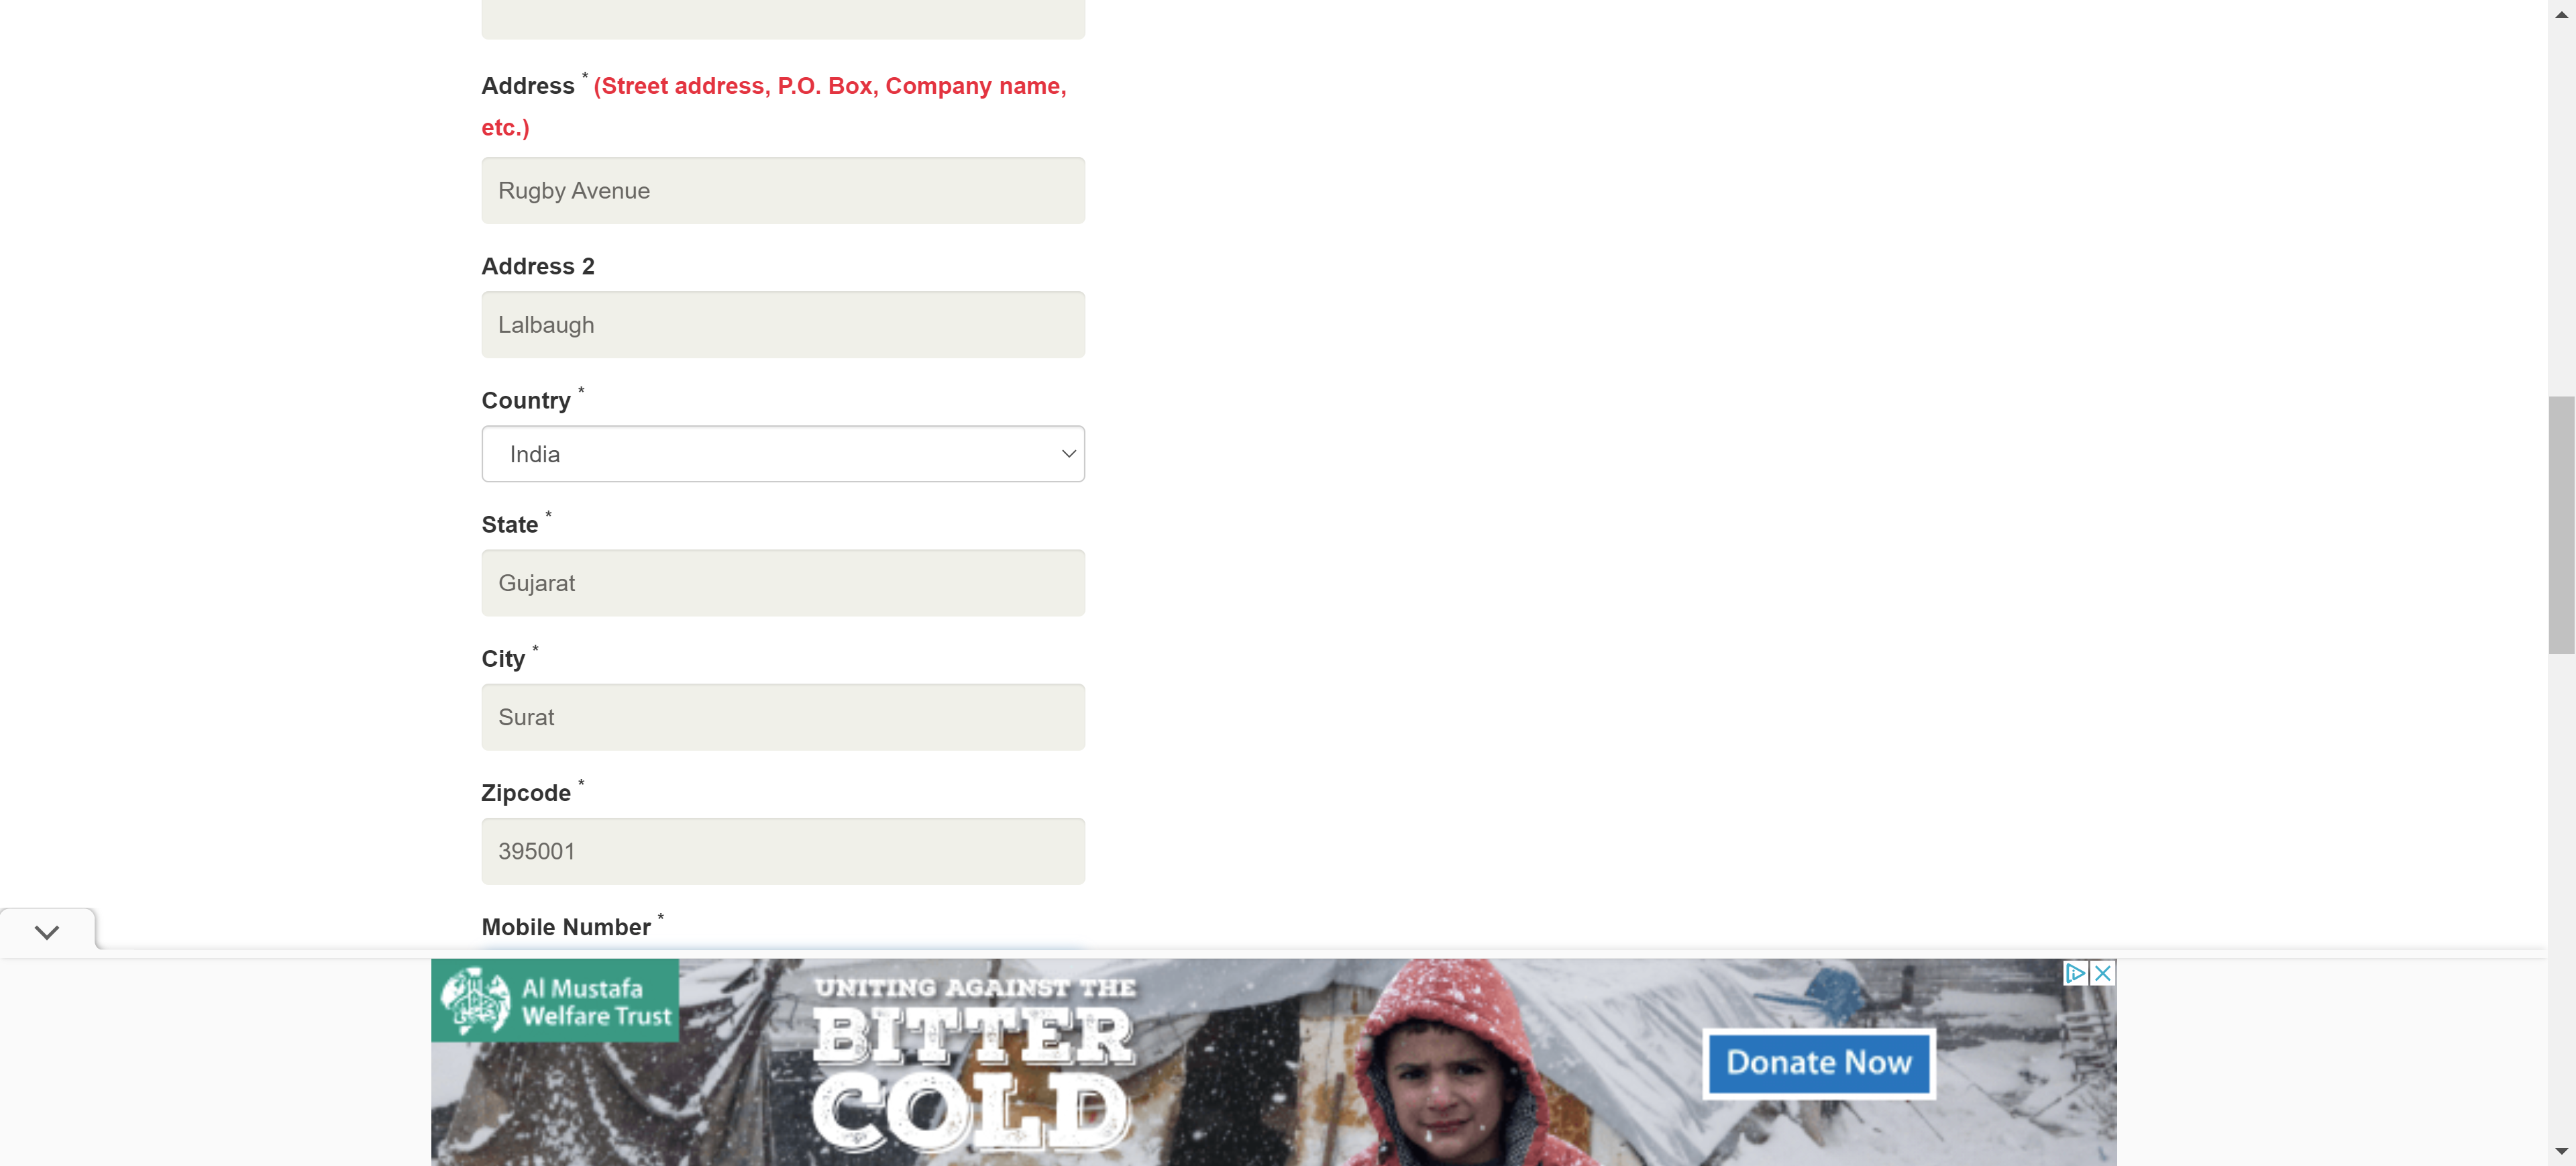 Address * (Street address, P.O. Box, Company name,
etc.)
Rugby Avenue
Address 2
Lalbaugh
Country *
India
State *
Gujarat
City *
Surat
Zipcode *
395001
Mobile Number *
Al Mustafa
Welfare Trust
UNITING AGAINST THE
BITTER
COLD
Donate Now